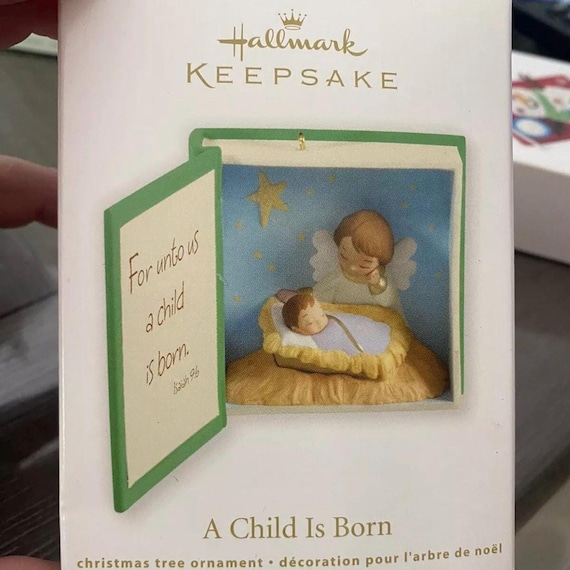 Hallmark
KEEPSAKE
For unto us
a child
is born.
Isaiah 9:6
A Child Is Born
christmas tree ornament • décoration pour l'arbre de noël